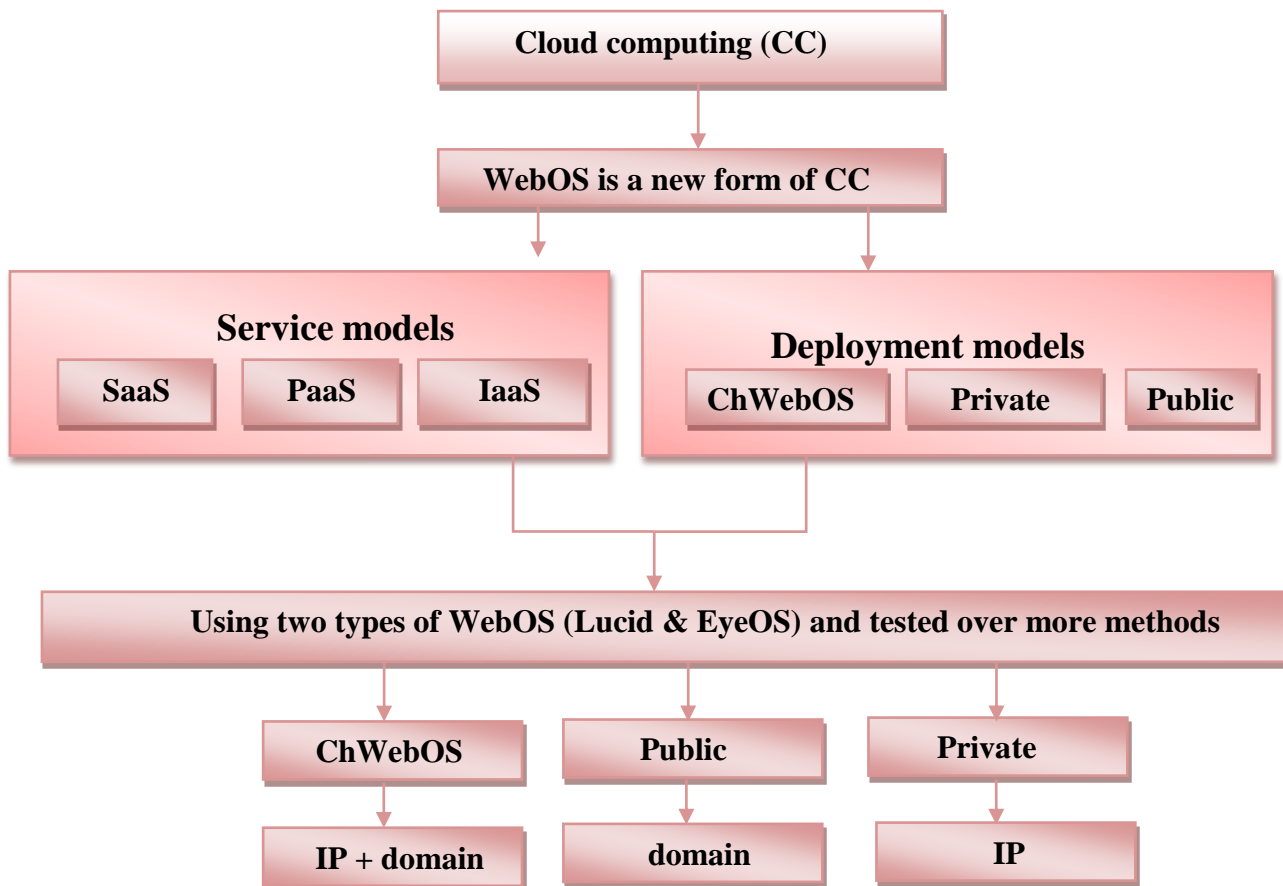 Cloud computing (CC)
WebOS is a new form of CC
Service models
SaaS
PaaS
IaaS
Deployment models
ChWebOS
Private
Public
Using two types of WebOS (Lucid & EyeOS) and tested over more methods
ChWebOS
Public
Private
IP + domain
domain
IP